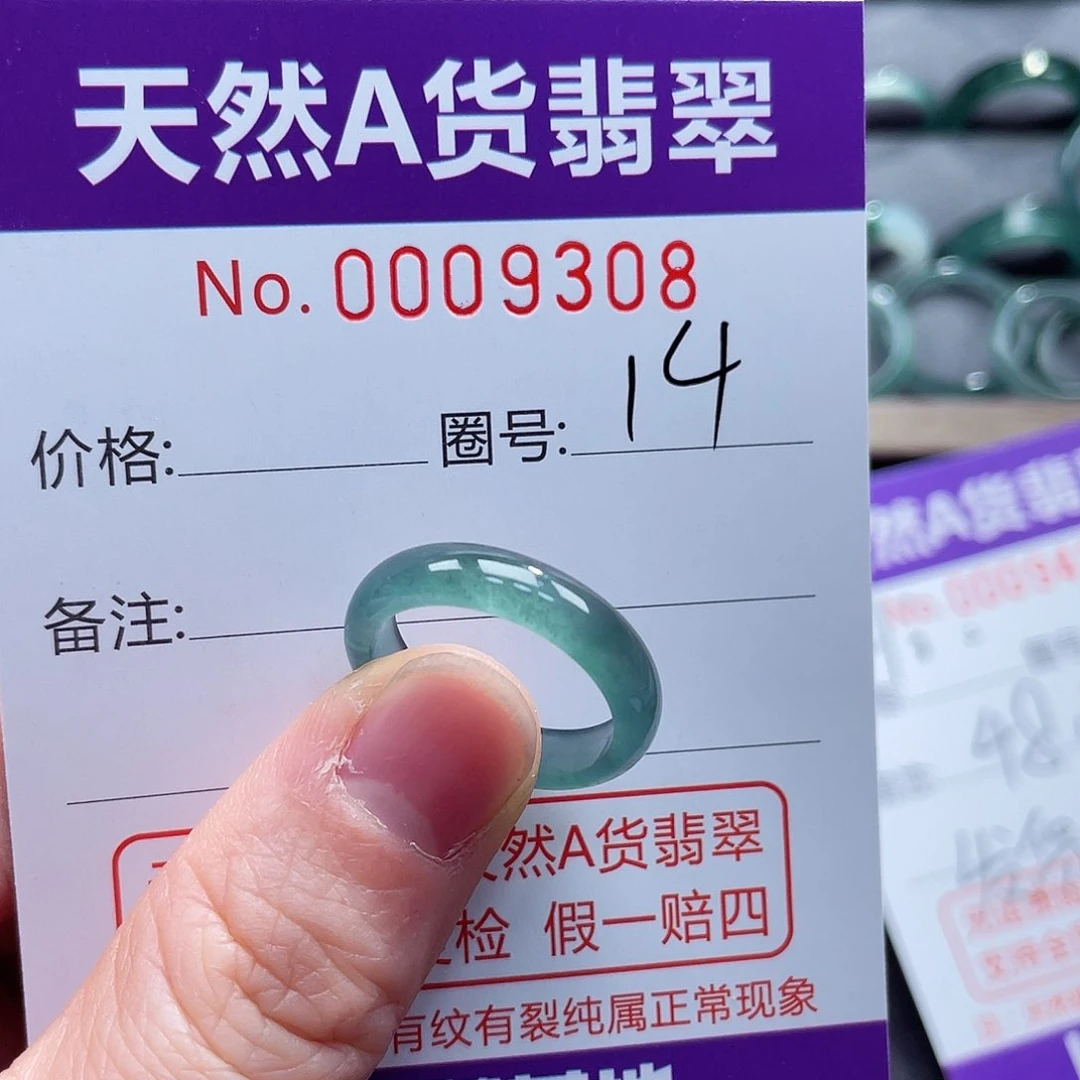 天然A货翡翠
No.0009308
价格: 圈号: 14
备注:
然A货翡翠
检 假一赔四
有纹有裂纯属正常现象
然A货翡
48